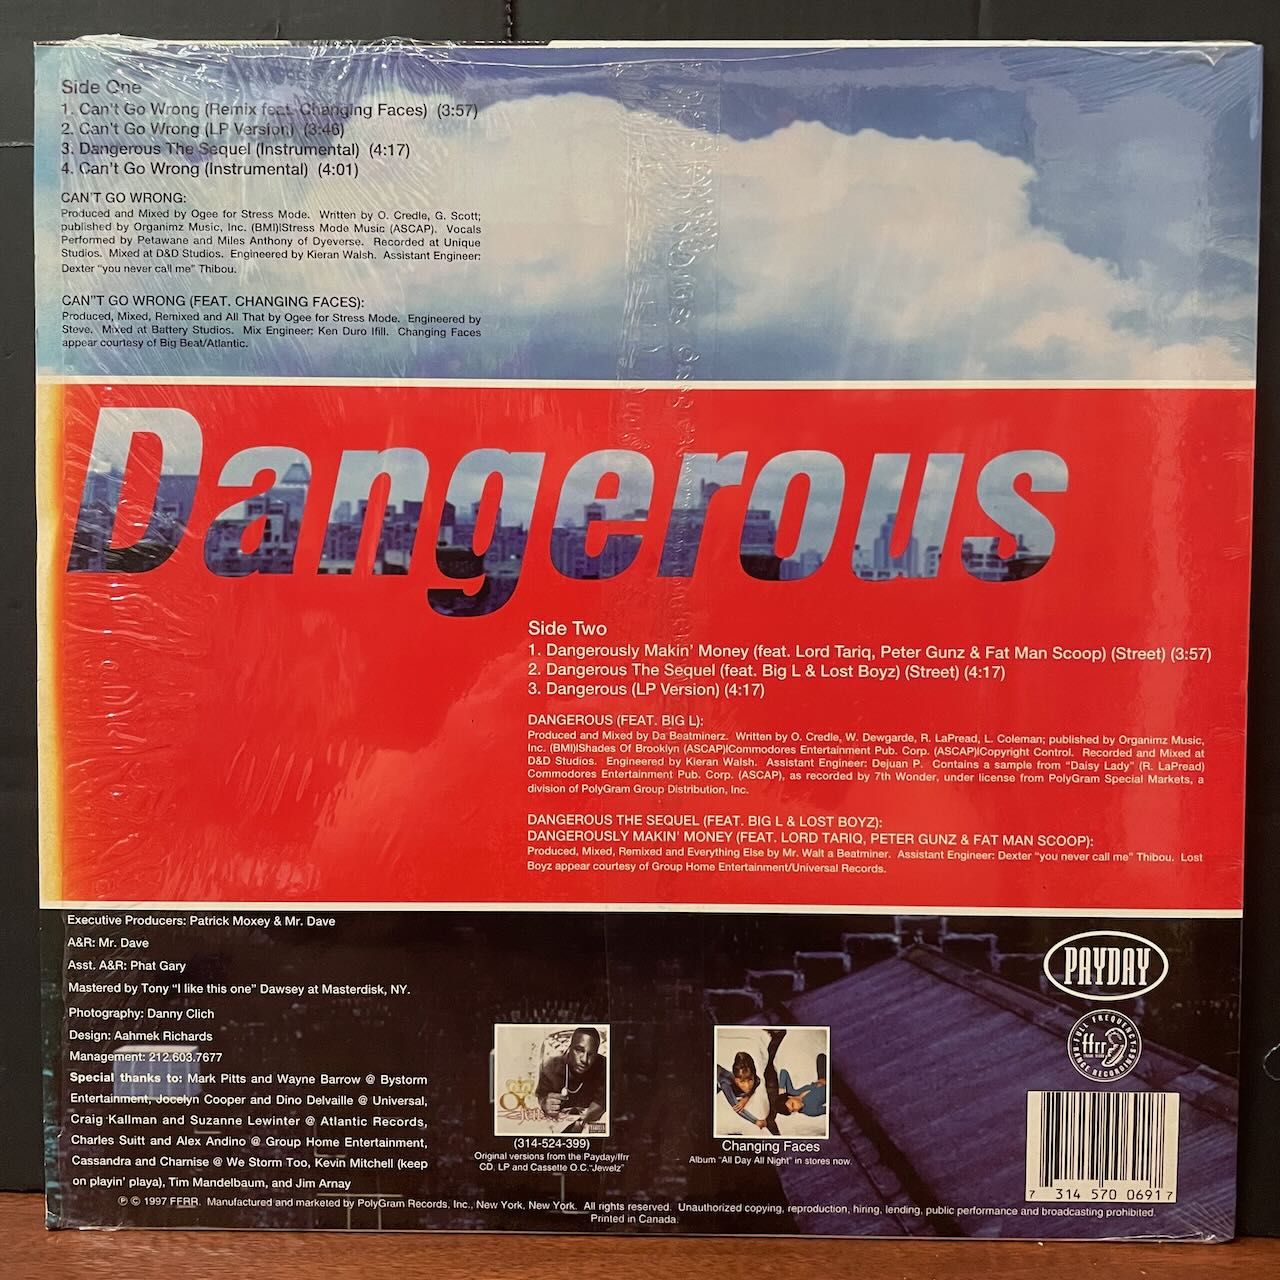 Side One
1. Can't Go Wrong (Remix feat. Changing Faces) (3:57)
2. Can't Go Wrong (LP Version) (3:46)
3. Dangerous The Sequel (Instrumental) (4:17)
4. Can't Go Wrong (Instrumental) (4:01)
CAN'T GO WRONG:
Produced and Mixed by Ogee for Stress Mode. Written by O. Credle, G. Scott;
published by Organimz Music, Inc. (BMI)|Stress Mode Music (ASCAP). Vocals
Performed by Petawane and Miles Anthony of Dyeverse. Recorded at Unique
Studios. Mixed at D&D Studios. Engineered by Kieran Walsh. Assistant Engineer:
Dexter "you never call me" Thibou.
CAN"T GO WRONG (FEAT. CHANGING FACES):
Produced, Mixed, Remixed and All That by Ogee for Stress Mode. Engineered by
Steve. Mixed at Battery Studios. Mix Engineer: Ken Duro Ifill. Changing Faces
appear courtesy of Big Beat/Atlantic.
Dangerous
Side Two
1. Dangerously Makin' Money (feat. Lord Tariq, Peter Gunz & Fat Man Scoop) (Street) (3:57)
2. Dangerous The Sequel (feat. Big L & Lost Boyz) (Street) (4:17)
3. Dangerous (LP Version) (4:17)
DANGEROUS (FEAT. BIG L):
Produced and Mixed by Da Beatminerz. Written by O. Credle, W. Dewgarde, R. LaPread, L. Coleman; published by Organimz Music,
Inc. (BMI)|Shades Of Brooklyn (ASCAP)|Commodores Entertainment Pub. Corp. (ASCAP)|Copyright Control. Recorded and Mixed at
D&D Studios. Engineered by Kieran Walsh. Assistant Engineer: Dejuan P. Contains a sample from "Daisy Lady" (R. LaPread)
Commodores Entertainment Pub. Corp. (ASCAP), as recorded by 7th Wonder, under license from PolyGram Special Markets, a
division of PolyGram Group Distribution, Inc.
DANGEROUS THE SEQUEL (FEAT. BIG L & LOST BOYZ):
DANGEROUSLY MAKIN' MONEY (FEAT. LORD TARIQ, PETER GUNZ & FAT MAN SCOOP):
Produced, Mixed, Remixed and Everything Else by Mr. Walt a Beatminer. Assistant Engineer: Dexter "you never call me" Thibou. Lost
Boyz appear courtesy of Group Home Entertainment/Universal Records.
Executive Producers: Patrick Moxey & Mr. Dave
A&R: Mr. Dave
Asst. A&R: Phat Gary
Mastered by Tony "I like this one" Dawsey at Masterdisk, NY.
Photography: Danny Clich
Design: Aahmek Richards
Management: 212.603.7677
Special thanks to: Mark Pitts and Wayne Barrow @ Bystorm
Entertainment, Jocelyn Cooper and Dino Delvaille @ Universal,
Craig Kallman and Suzanne Lewinter @ Atlantic Records,
Charles Suitt and Alex Andino @ Group Home Entertainment,
Cassandra and Charnise @ We Storm Too, Kevin Mitchell (keep
on playin' playa), Tim Mandelbaum, and Jim Arnay
(314-524-399)
Original versions from the Payday/ffrr
CD, LP and Cassette O.C."Jewelz"
Changing Faces
Album "All Day All Night" in stores now.
PAYDAY
FULL FREQUENCY
ffrr
RANGE RECORDINGS
7 314 570 0691 7
℗ © 1997 FFRR. Manufactured and marketed by PolyGram Records, Inc., New York, New York. All rights reserved. Unauthorized copying, reproduction, hiring, lending, public performance and broadcasting prohibited.
Printed in Canada.